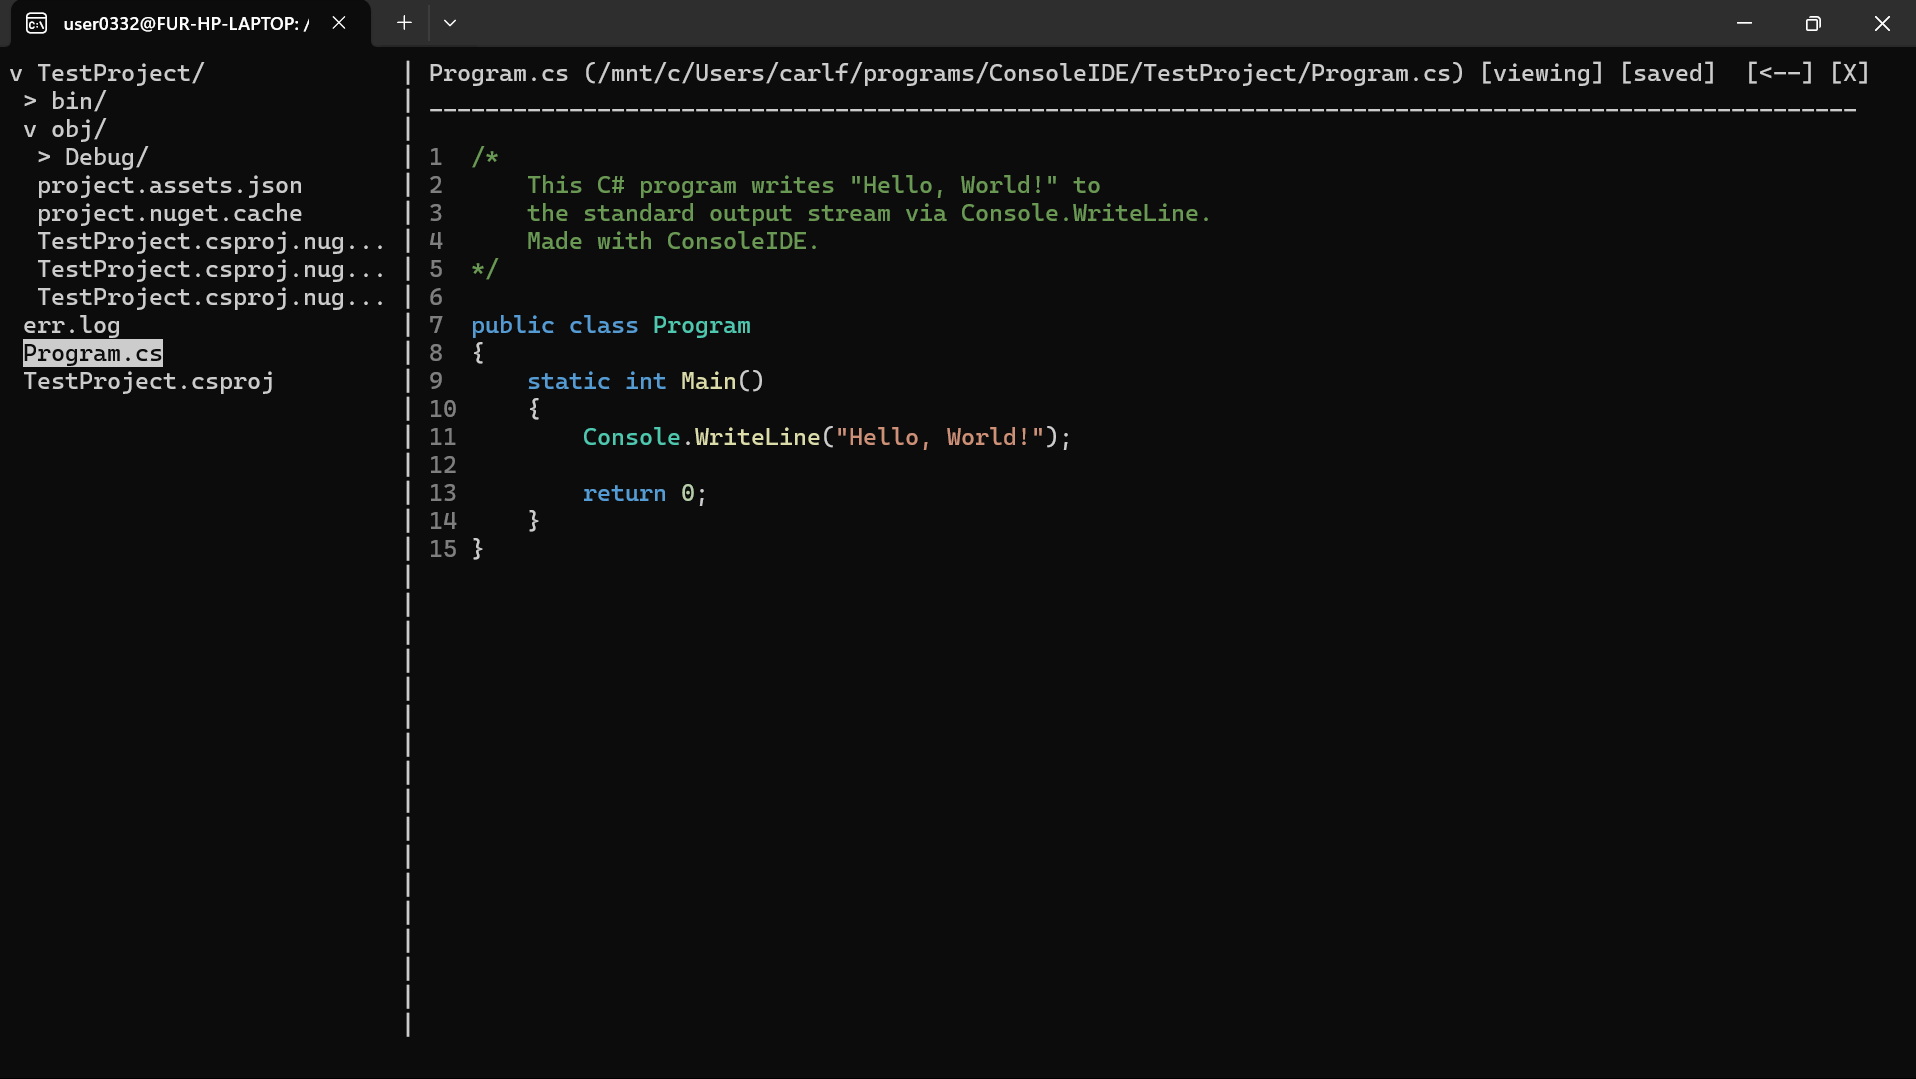 user0332@FUR-HP-LAPTOP: /
v TestProject/
> bin/
v obj/
> Debug/
project.assets.json
project.nuget.cache
TestProject.csproj.nug...
TestProject.csproj.nug...
TestProject.csproj.nug...
err.log
Program.cs
TestProject.csproj
Program.cs (/mnt/c/Users/carlf/programs/ConsoleIDE/TestProject/Program.cs) [viewing] [saved]  [<--] [X]
1  /*
2      This C# program writes "Hello, World!" to
3      the standard output stream via Console.WriteLine.
4      Made with ConsoleIDE.
5  */
6
7  public class Program
8  {
9      static int Main()
10     {
11         Console.WriteLine("Hello, World!");
12
13         return 0;
14     }
15 }